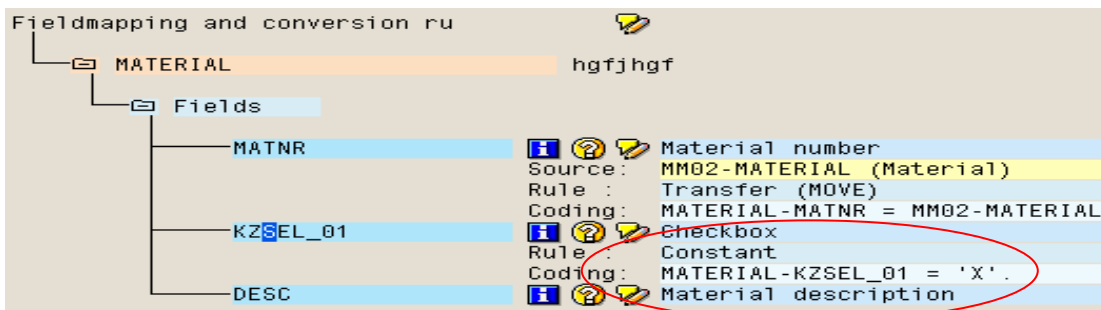 Fieldmapping and conversion ru
MATERIAL hgfjhgf
Fields
MATNR Material number
Source: MM02-MATERIAL (Material)
Rule : Transfer (MOVE)
Coding: MATERIAL-MATNR = MM02-MATERIAL
KZSEL_01 Checkbox
Rule : Constant
Coding: MATERIAL-KZSEL_01 = 'X'.
DESC Material description